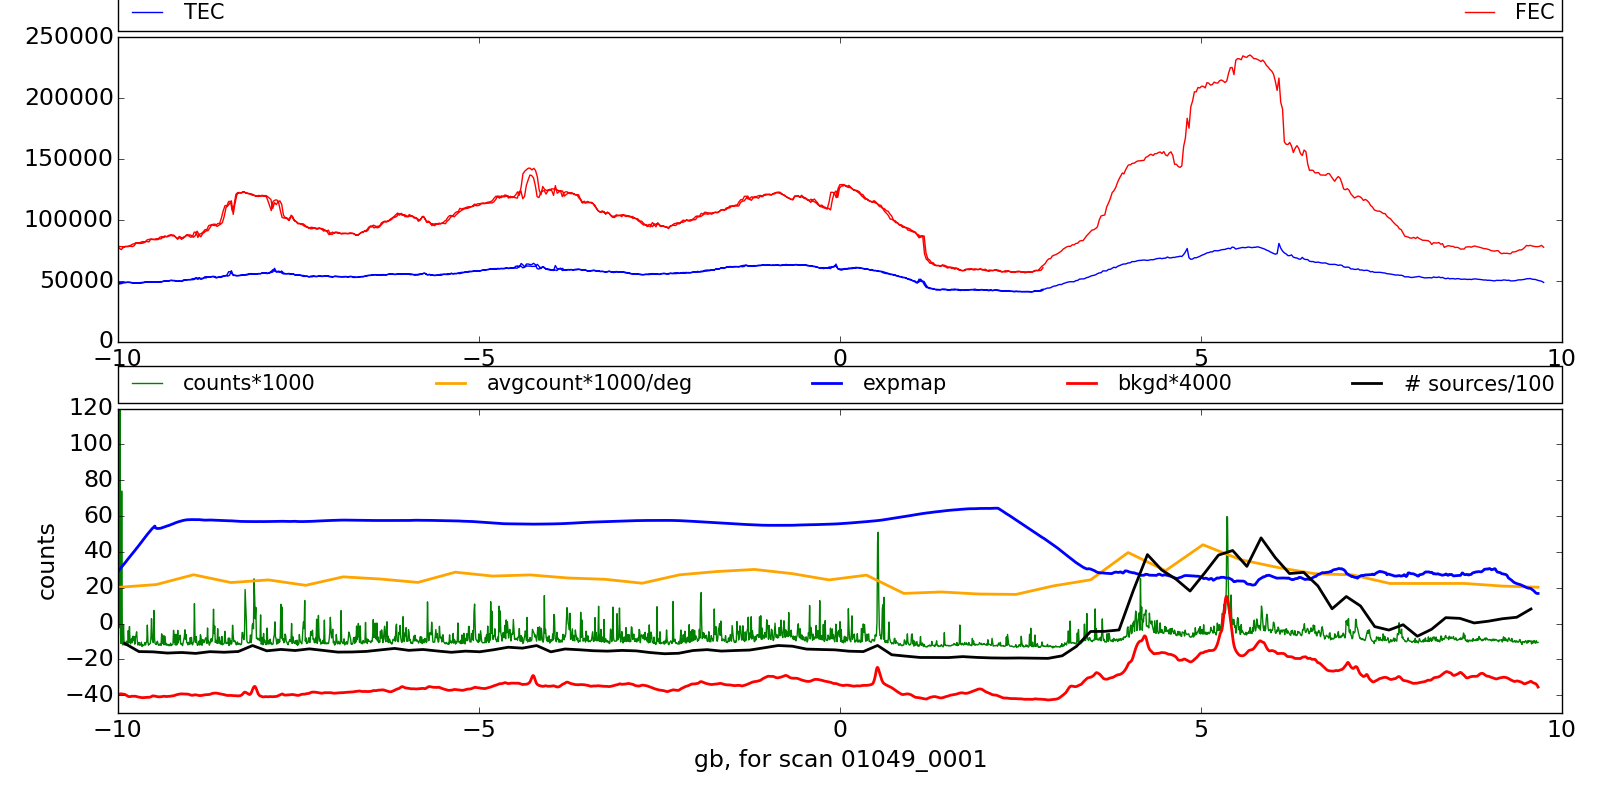 TEC FEC
250000
200000
150000
100000
50000
0
−10 −5 0 5 10
counts*1000 avgcount*1000/deg expmap bkgd*4000 # sources/100
120
100
80
60
40
20
0
−20
−40
counts
−10 −5 0 5 10
gb, for scan 01049_0001